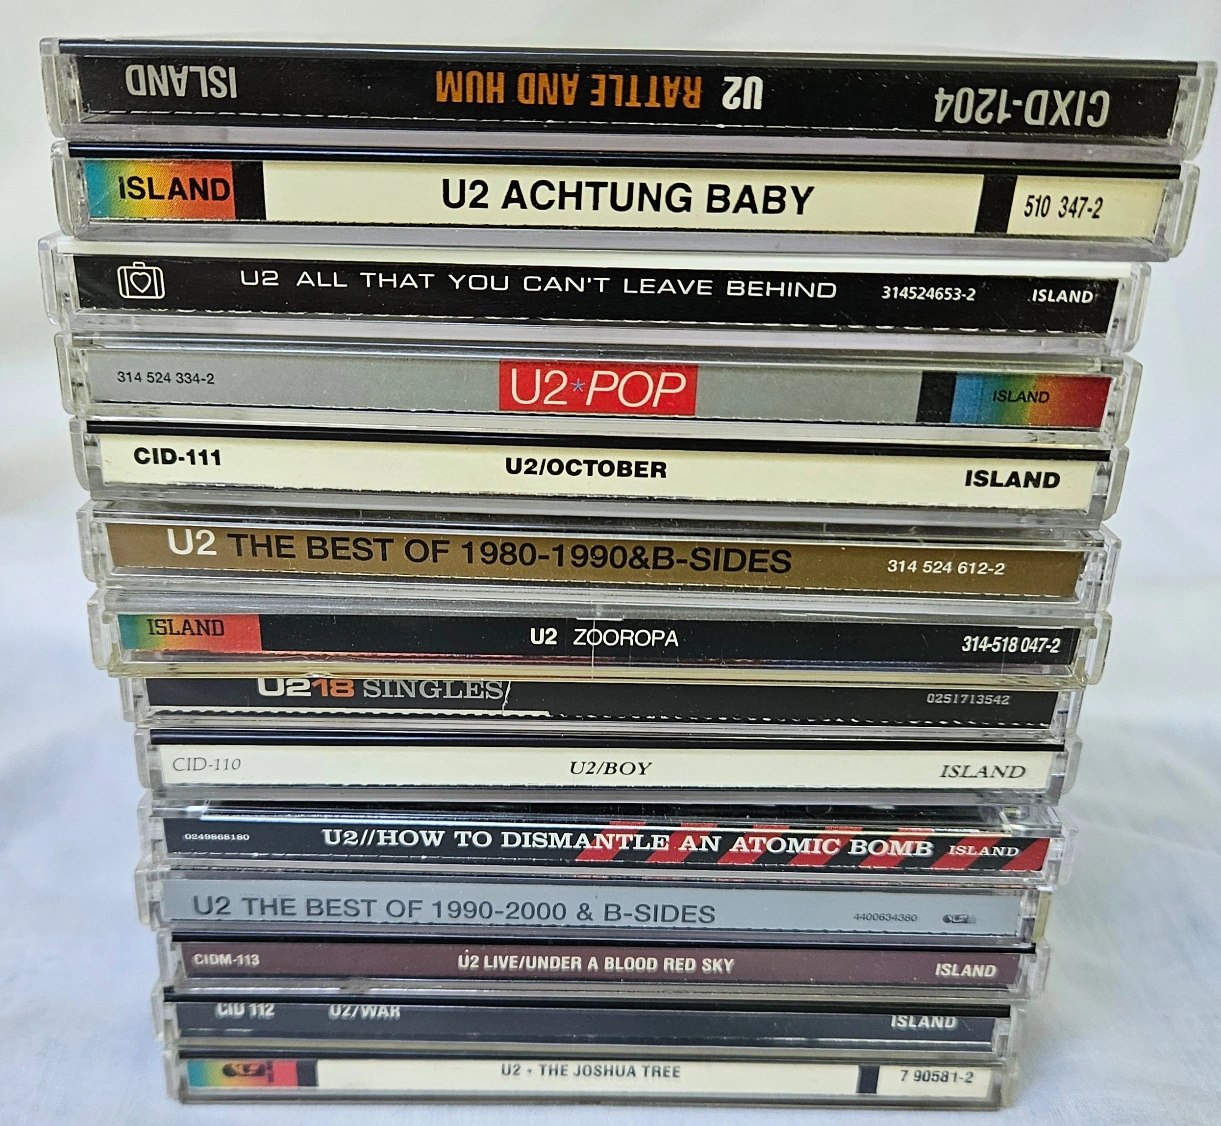 ISLAND U2 RATTLE AND HUM CIXD-1204
ISLAND U2 ACHTUNG BABY 510 347-2
U2 ALL THAT YOU CAN'T LEAVE BEHIND 314524653-2 ISLAND
314 524 334-2 U2*POP ISLAND
CID-111 U2/OCTOBER ISLAND
U2 THE BEST OF 1980-1990&B-SIDES 314 524 612-2
ISLAND U2 ZOOROPA 314-518 047-2
U218 SINGLES 0251713542
CID-110 U2/BOY ISLAND
0249868180 U2//HOW TO DISMANTLE AN ATOMIC BOMB ISLAND
U2 THE BEST OF 1990-2000 & B-SIDES 4400634380
CIDM-113 U2 LIVE/UNDER A BLOOD RED SKY ISLAND
CID 112 U2/WAR ISLAND
U2 • THE JOSHUA TREE 7 90581-2